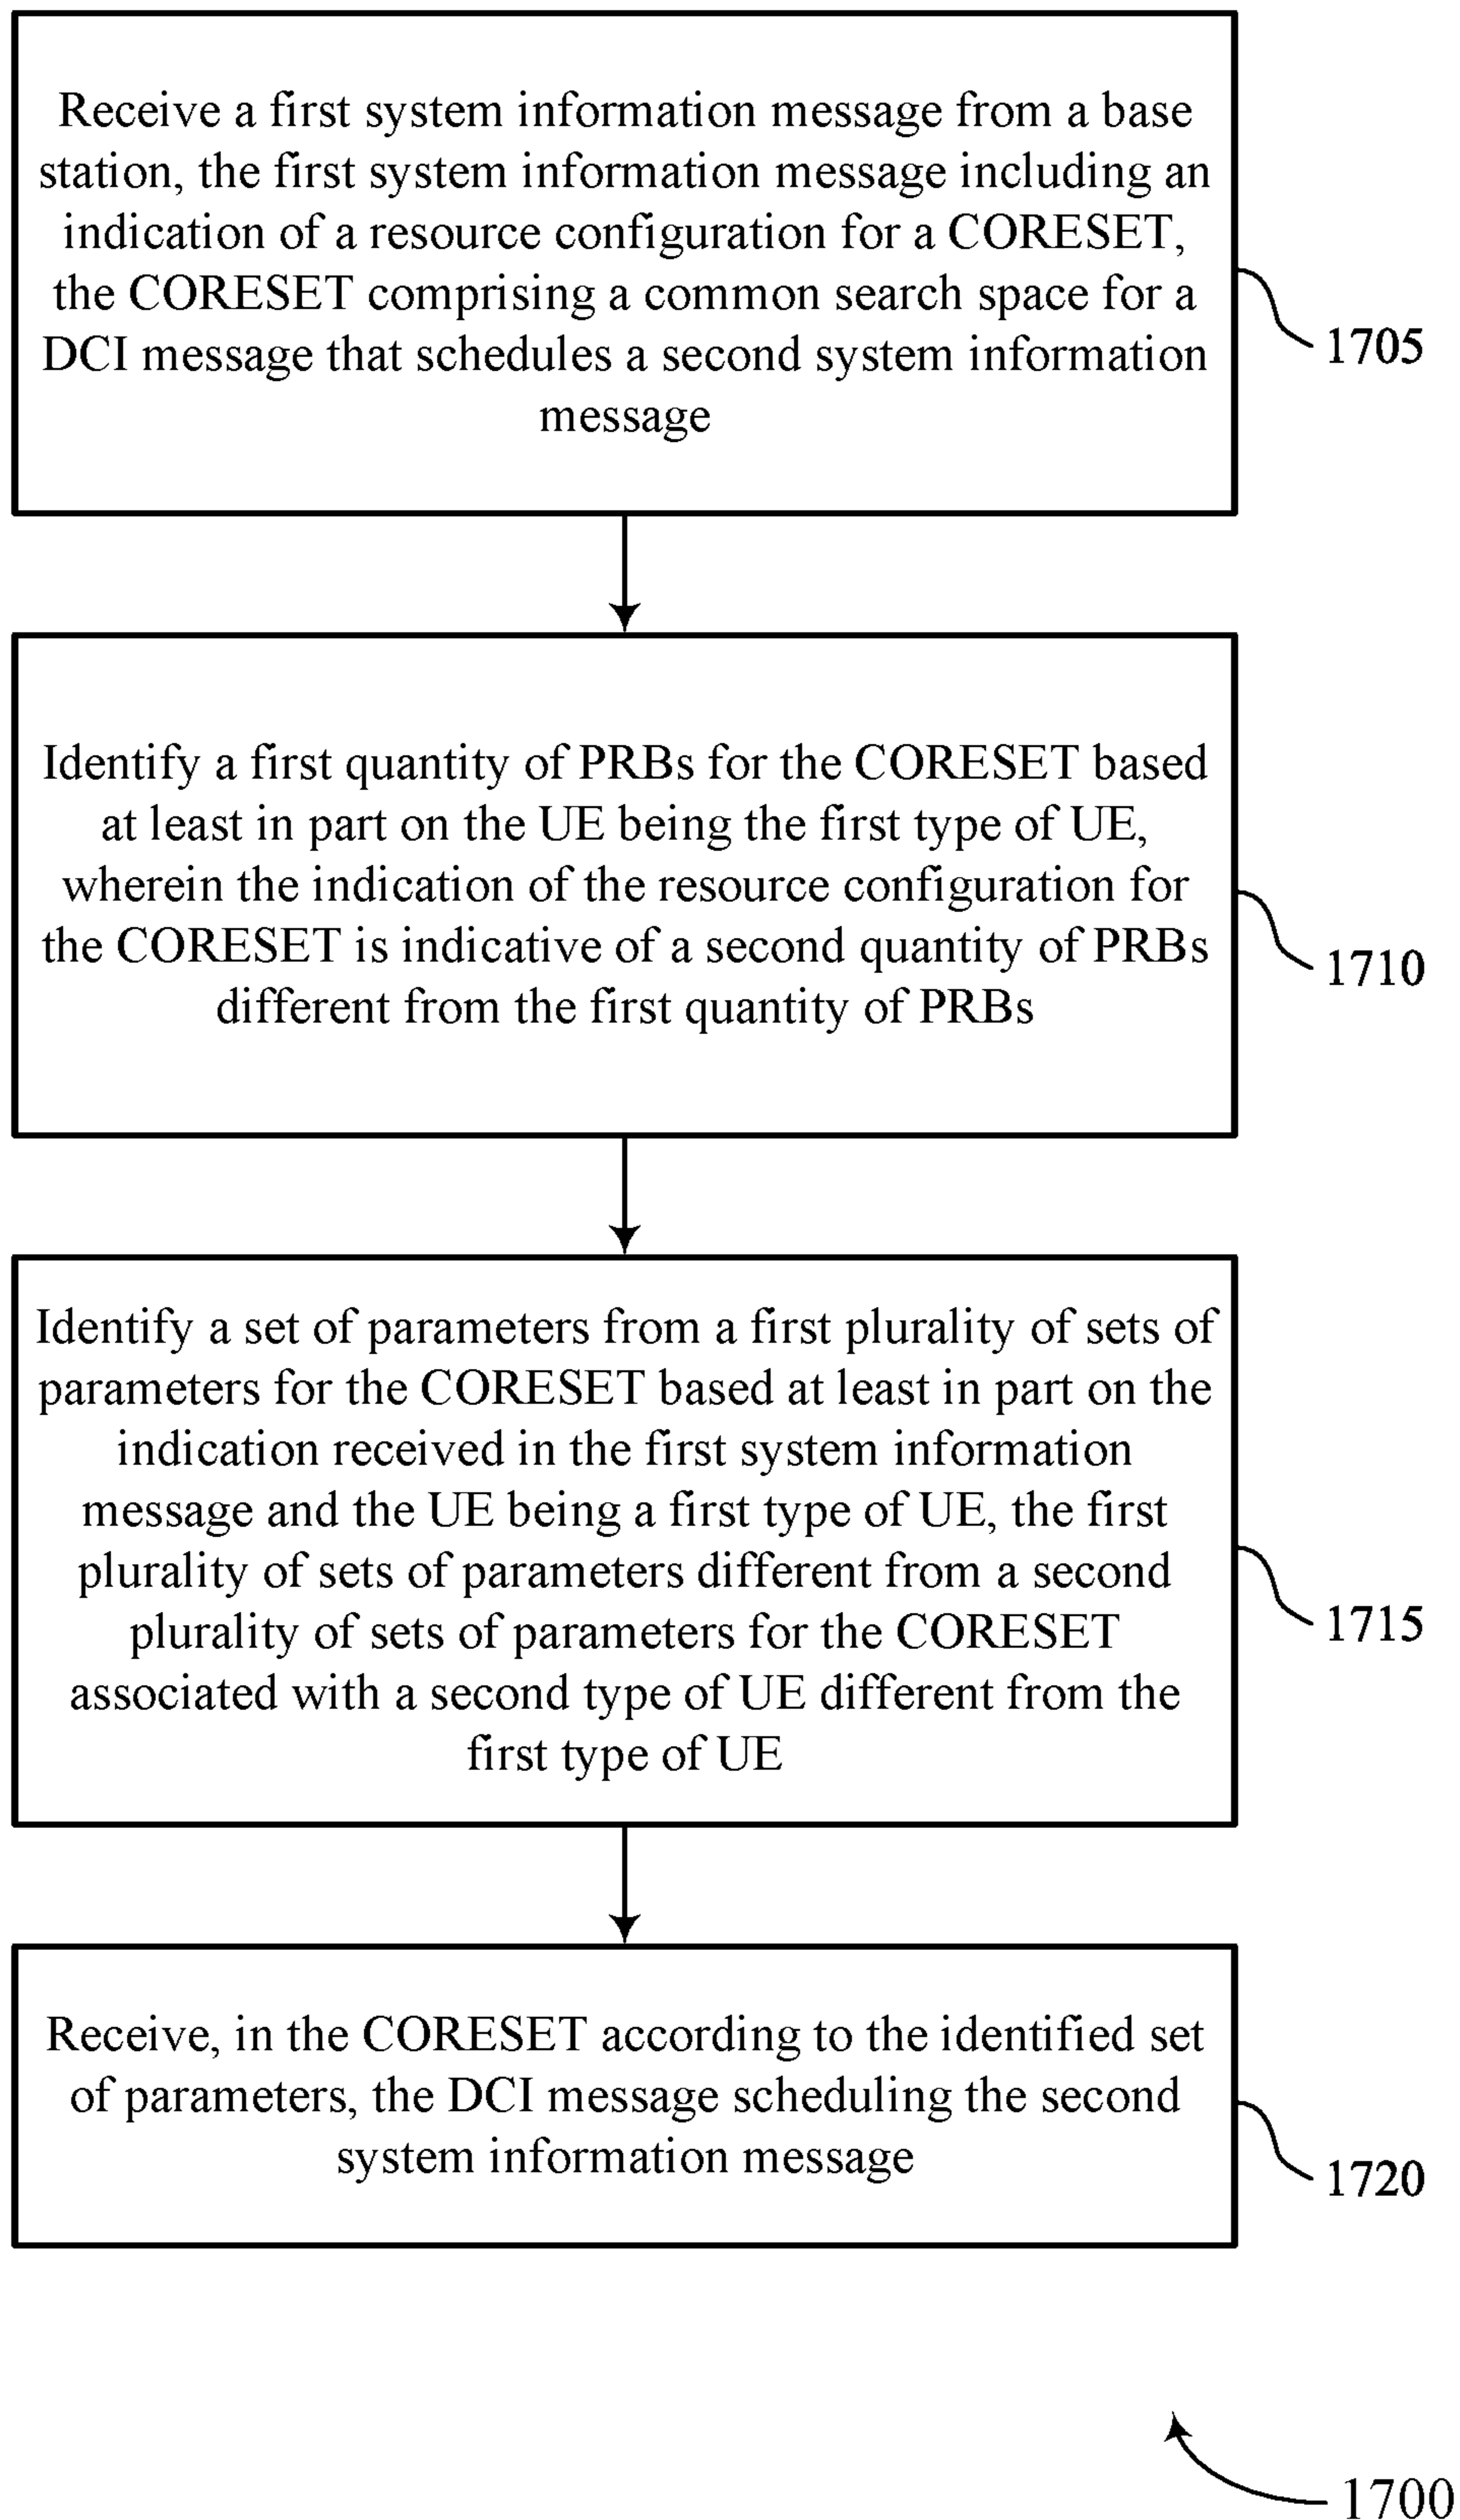 Receive a first system information message from a base
station, the first system information message including an
indication of a resource configuration for a CORESET,
the CORESET comprising a common search space for a
DCI message that schedules a second system information
message
1705
Identify a first quantity of PRBs for the CORESET based
at least in part on the UE being the first type of UE,
wherein the indication of the resource configuration for
the CORESET is indicative of a second quantity of PRBs
different from the first quantity of PRBs
1710
Identify a set of parameters from a first plurality of sets of
parameters for the CORESET based at least in part on the
indication received in the first system information
message and the UE being a first type of UE, the first
plurality of sets of parameters different from a second
plurality of sets of parameters for the CORESET
associated with a second type of UE different from the
first type of UE
1715
Receive, in the CORESET according to the identified set
of parameters, the DCI message scheduling the second
system information message
1720
1700